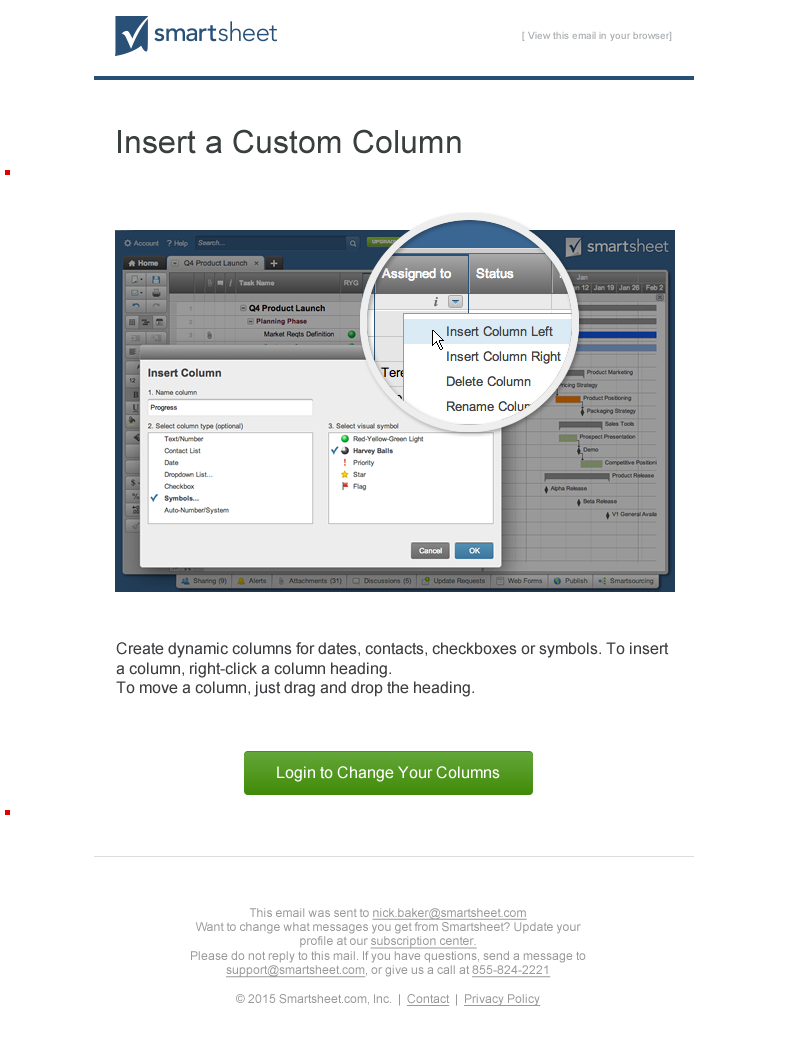 smartsheet
[ View this email in your browser]
Insert a Custom Column
Account ? Help Search...
smartsheet
Home Q4 Product Launch × +
Task Name RYG
Assigned to Status
Jan
n 12 Jan 19 Jan 26 Feb 2
Q4 Product Launch
Planning Phase
Market Reqts Definition
i
Insert Column Left
Insert Column Right
Delete Column
Rename Colum
Tere
Insert Column
1. Name column
Progress
2. Select column type (optional)
Text/Number
Contact List
Date
Dropdown List...
Checkbox
Symbols...
Auto-Number/System
3. Select visual symbol
Red-Yellow-Green Light
Harvey Balls
Priority
Star
Flag
Cancel OK
Product Marketing
ricing Strategy
Product Positioning
Packaging Strategy
Sales Tools
Prospect Presentation
Demo
Competitive Positioni
Product Release
Alpha Release
Beta Release
V1 General Availa
Sharing (9) Alerts Attachments (31) Discussions (5) Update Requests Web Forms Publish Smartsourcing
Create dynamic columns for dates, contacts, checkboxes or symbols. To insert
a column, right-click a column heading.
To move a column, just drag and drop the heading.
Login to Change Your Columns
This email was sent to nick.baker@smartsheet.com
Want to change what messages you get from Smartsheet? Update your
profile at our subscription center.
Please do not reply to this mail. If you have questions, send a message to
support@smartsheet.com, or give us a call at 855-824-2221
© 2015 Smartsheet.com, Inc. | Contact | Privacy Policy